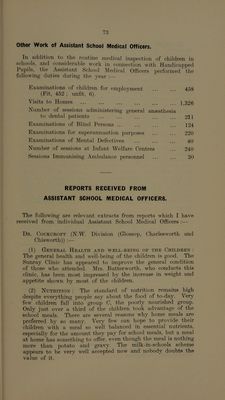 73
Other Work of Assistant School Medical Officers.
In addition to the routine medical inspection of children in
schools, and considerable work in connection with Handicapped
Pupils, the Assistant School Medical Officers performed the
following duties during the year :—
Examinations of children for employment ... ... 458
(Fit, 452 ; unfit, 6)
Visits to Homes ... ... ... ... ... ... 1,326
Number of sessions administering general anæsthesia
to dental patients ... ... ... ... ... 211
Examinations of Blind Persons ... ... ... ... 124
Examinations for superannuation purposes ... ... 220
Examinations of Mental Defectives ... ... ... 40
Number of sessions at Infant Welfare Centres ... 240
Sessions Immunising Ambulance personnel ... ... 20
REPORTS RECEIVED FROM
ASSISTANT SCHOOL MEDICAL OFFICERS.
The following are relevant extracts from reports which I have
received from individual Assistant School Medical Officers :—
Dr. Cockcroft (N.W. Division (Glossop, Charlesworth and
Chisworth)) :—
(1) General Health and well-being of the Children :
The general health and well-being of the children is good. The
Sunray Clinic has appeared to improve the general condition
of those who attended. Mrs. Butterworth, who conducts this
clinic, has been most impressed by the increase in weight and
appetite shown by most of the children.
(2) Nutrition : The standard of nutrition remains high
despite everything people say about the food of to-day. Very
few children fall into group C, the poorly nourished group.
Only just over a third of the children took advantage of the
school meals. There are several reasons why home meals are
preferred by so many. Very few can hope to provide their
children with a meal so well balanced in essential nutrients,
especially for the amount they pay for school meals, but a meal
at home has something to offer, even though the meal is nothing
more than potato and gravy. The milk-in-schools scheme
appears to be very well accepted now and nobody doubts the
value of it.